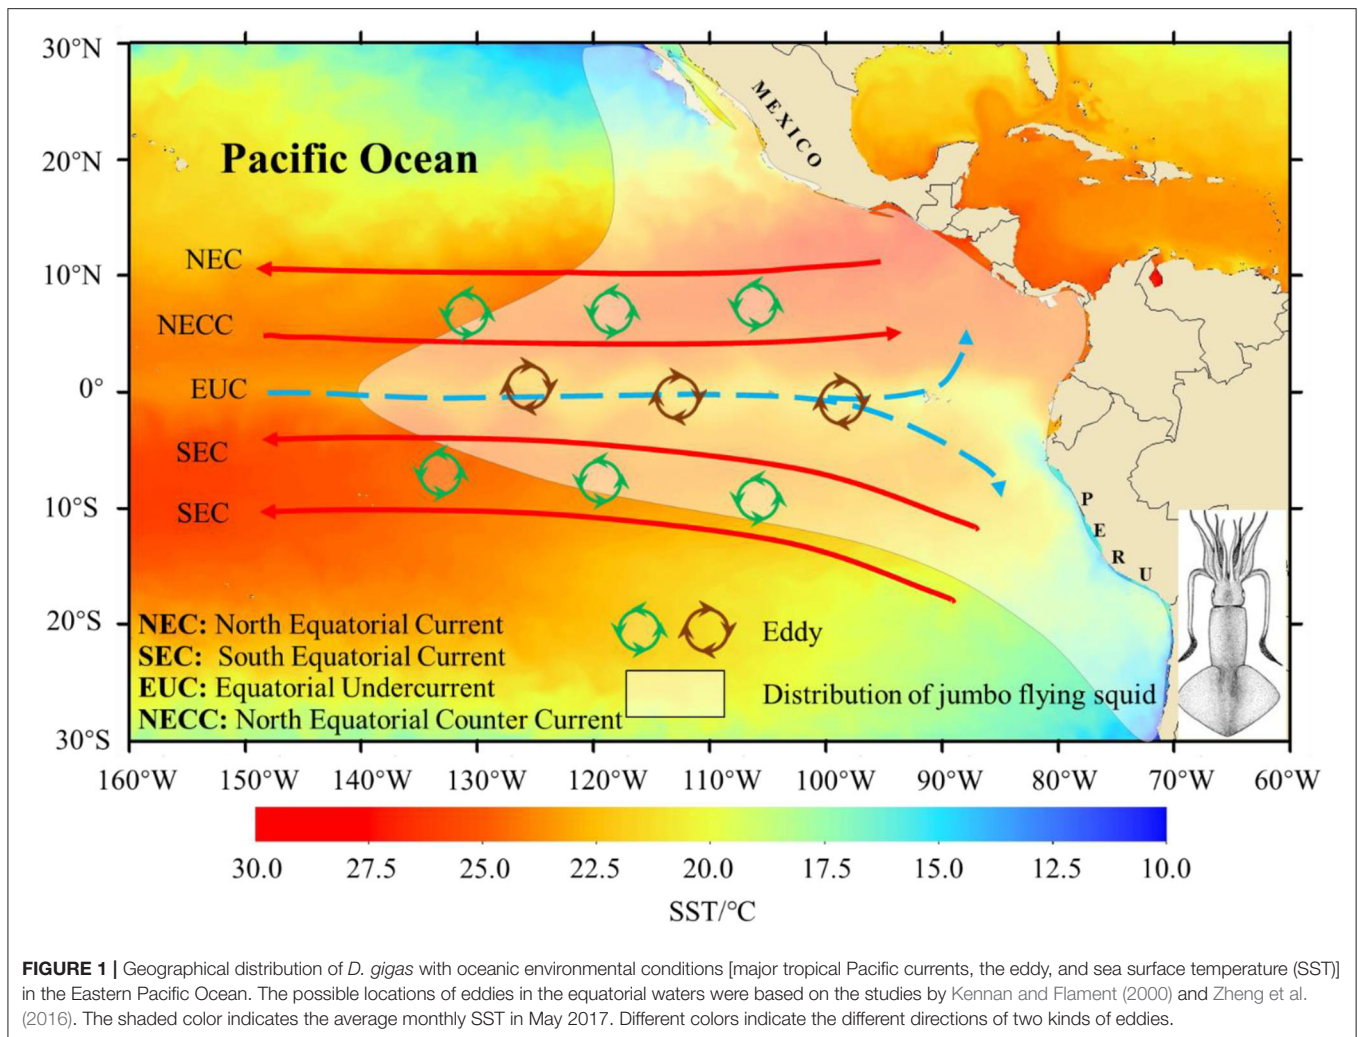 30°N
20°N
10°N
0°
10°S
20°S
30°S
Pacific Ocean
MEXICO
NEC
NECC
EUC
SEC
SEC
PERU
NEC: North Equatorial Current
SEC: South Equatorial Current
EUC: Equatorial Undercurrent
NECC: North Equatorial Counter Current
Eddy
Distribution of jumbo flying squid
160°W 150°W 140°W 130°W 120°W 110°W 100°W 90°W 80°W 70°W 60°W
30.0 27.5 25.0 22.5 20.0 17.5 15.0 12.5 10.0
SST/°C
FIGURE 1 | Geographical distribution of D. gigas with oceanic environmental conditions [major tropical Pacific currents, the eddy, and sea surface temperature (SST)]
in the Eastern Pacific Ocean. The possible locations of eddies in the equatorial waters were based on the studies by Kennan and Flament (2000) and Zheng et al.
(2016). The shaded color indicates the average monthly SST in May 2017. Different colors indicate the different directions of two kinds of eddies.